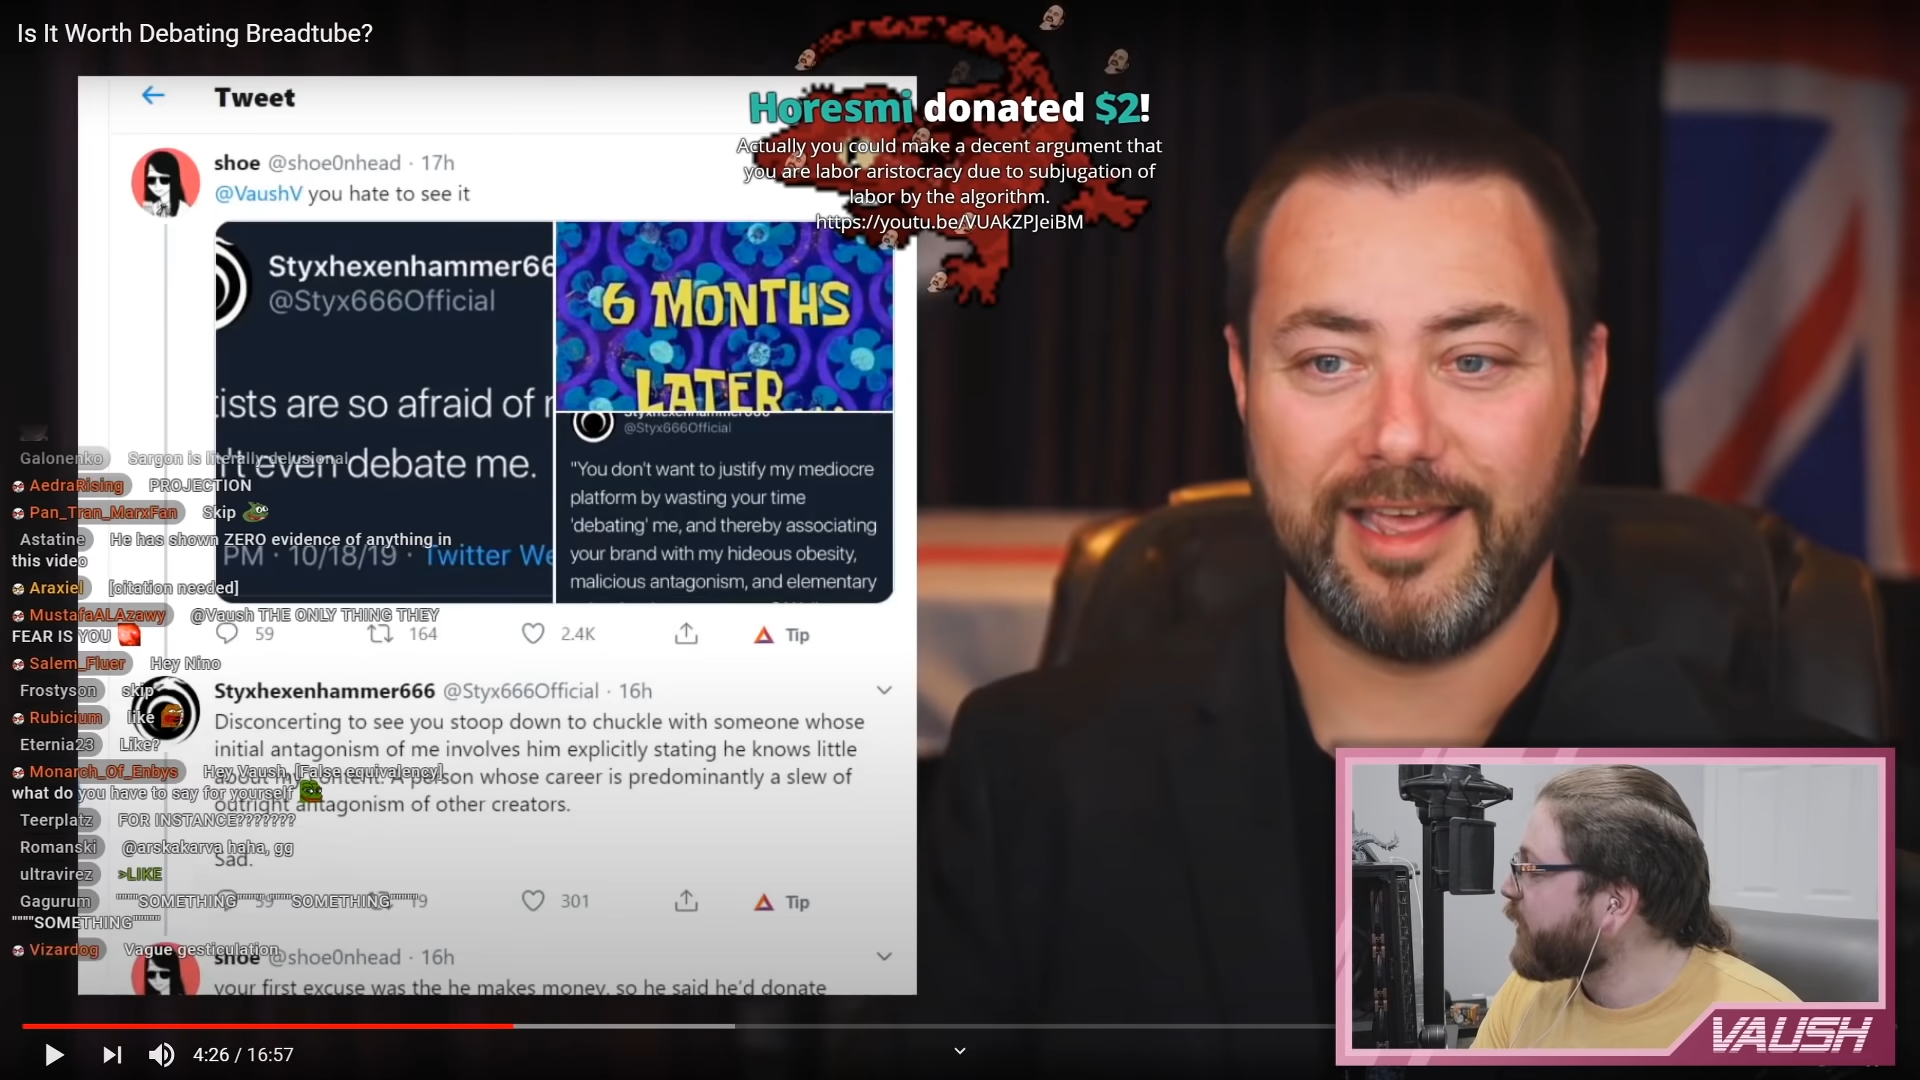 Is It Worth Debating Breadtube?
Tweet
Horesmi donated $2!
Actually you could make a decent argument that
you are labor aristocracy due to subjugation of
labor by the algorithm.
https://youtu.be/VUAkZPJeiBM
shoe @shoe0nhead · 17h
@VaushV you hate to see it
Styxhexenhammer66
@Styx666Official
tists are so afraid of
't even debate me.
PM · 10/18/19 · Twitter We
6 MONTHS
LATER...
Styxhexenhammer666
@Styx666Official
"You don't want to justify my mediocre
platform by wasting your time
'debating' me, and thereby associating
your brand with my hideous obesity,
malicious antagonism, and elementary
59 164 2.4K Tip
Styxhexenhammer666 @Styx666Official · 16h
Disconcerting to see you stoop down to chuckle with someone whose
initial antagonism of me involves him explicitly stating he knows little
about my content. A person whose career is predominantly a slew of
outright antagonism of other creators.
Sad.
59 19 301 Tip
shoe @shoe0nhead · 16h
your first excuse was the he makes money, so he said he'd donate
Galonenko Sargon is literally delusional
AedraRising PROJECTION
Pan_Tran_MarxFan Skip
Astatine He has shown ZERO evidence of anything in
this video
Araxiel [citation needed]
MustafaALAzawy @Vaush THE ONLY THING THEY
FEAR IS YOU
Salem_Fluer Hey Nino
Frostyson skip
Rubicium like
Eternia23 Like?
Monarch_Of_Enbys Hey Vaush, [False equivalency],
what do you have to say for yourself
Teerplatz FOR INSTANCE???????
Romanski @arskakarva haha, gg
ultravirez >LIKE
Gagurum """"SOMETHING"""" """"SOMETHING""""
""""SOMETHING""""
Vizardog Vague gesticulation
4:26 / 16:57
VAUSH